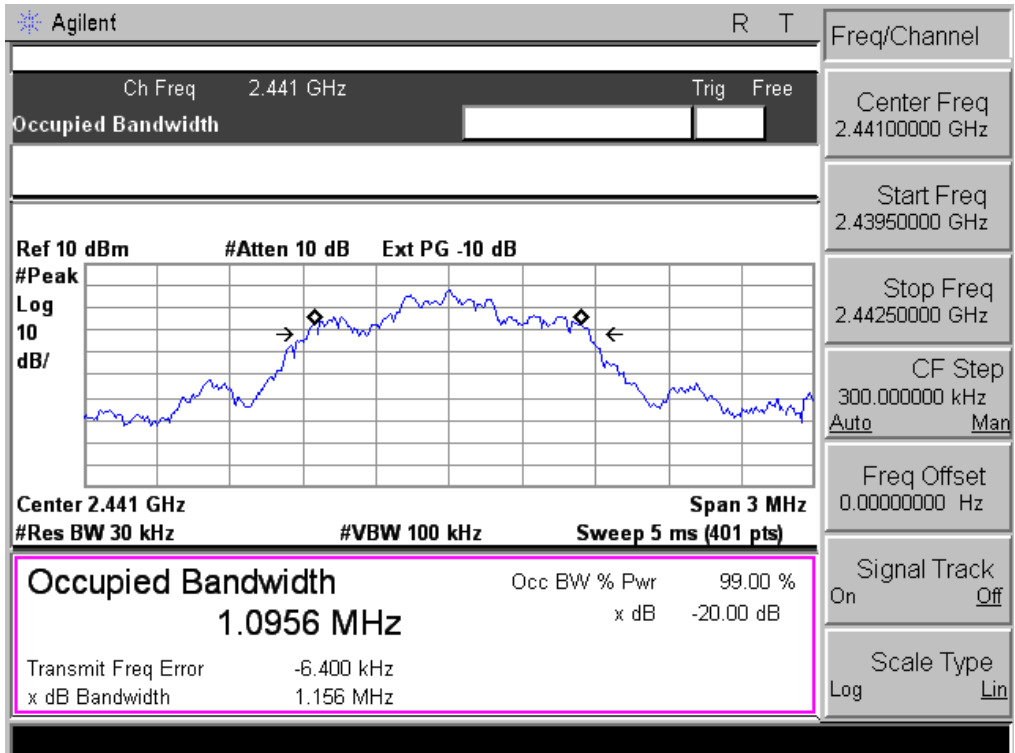 Agilent R T
Ch Freq 2.441 GHz Trig Free
Occupied Bandwidth
Ref 10 dBm #Atten 10 dB Ext PG -10 dB
#Peak
Log
10
dB/
Center 2.441 GHz Span 3 MHz
#Res BW 30 kHz #VBW 100 kHz Sweep 5 ms (401 pts)
Occupied Bandwidth Occ BW % Pwr 99.00 %
1.0956 MHz x dB -20.00 dB
Transmit Freq Error -6.400 kHz
x dB Bandwidth 1.156 MHz
Freq/Channel
Center Freq
2.44100000 GHz
Start Freq
2.43950000 GHz
Stop Freq
2.44250000 GHz
CF Step
300.000000 kHz
Auto Man
Freq Offset
0.00000000 Hz
Signal Track
On Off
Scale Type
Log Lin